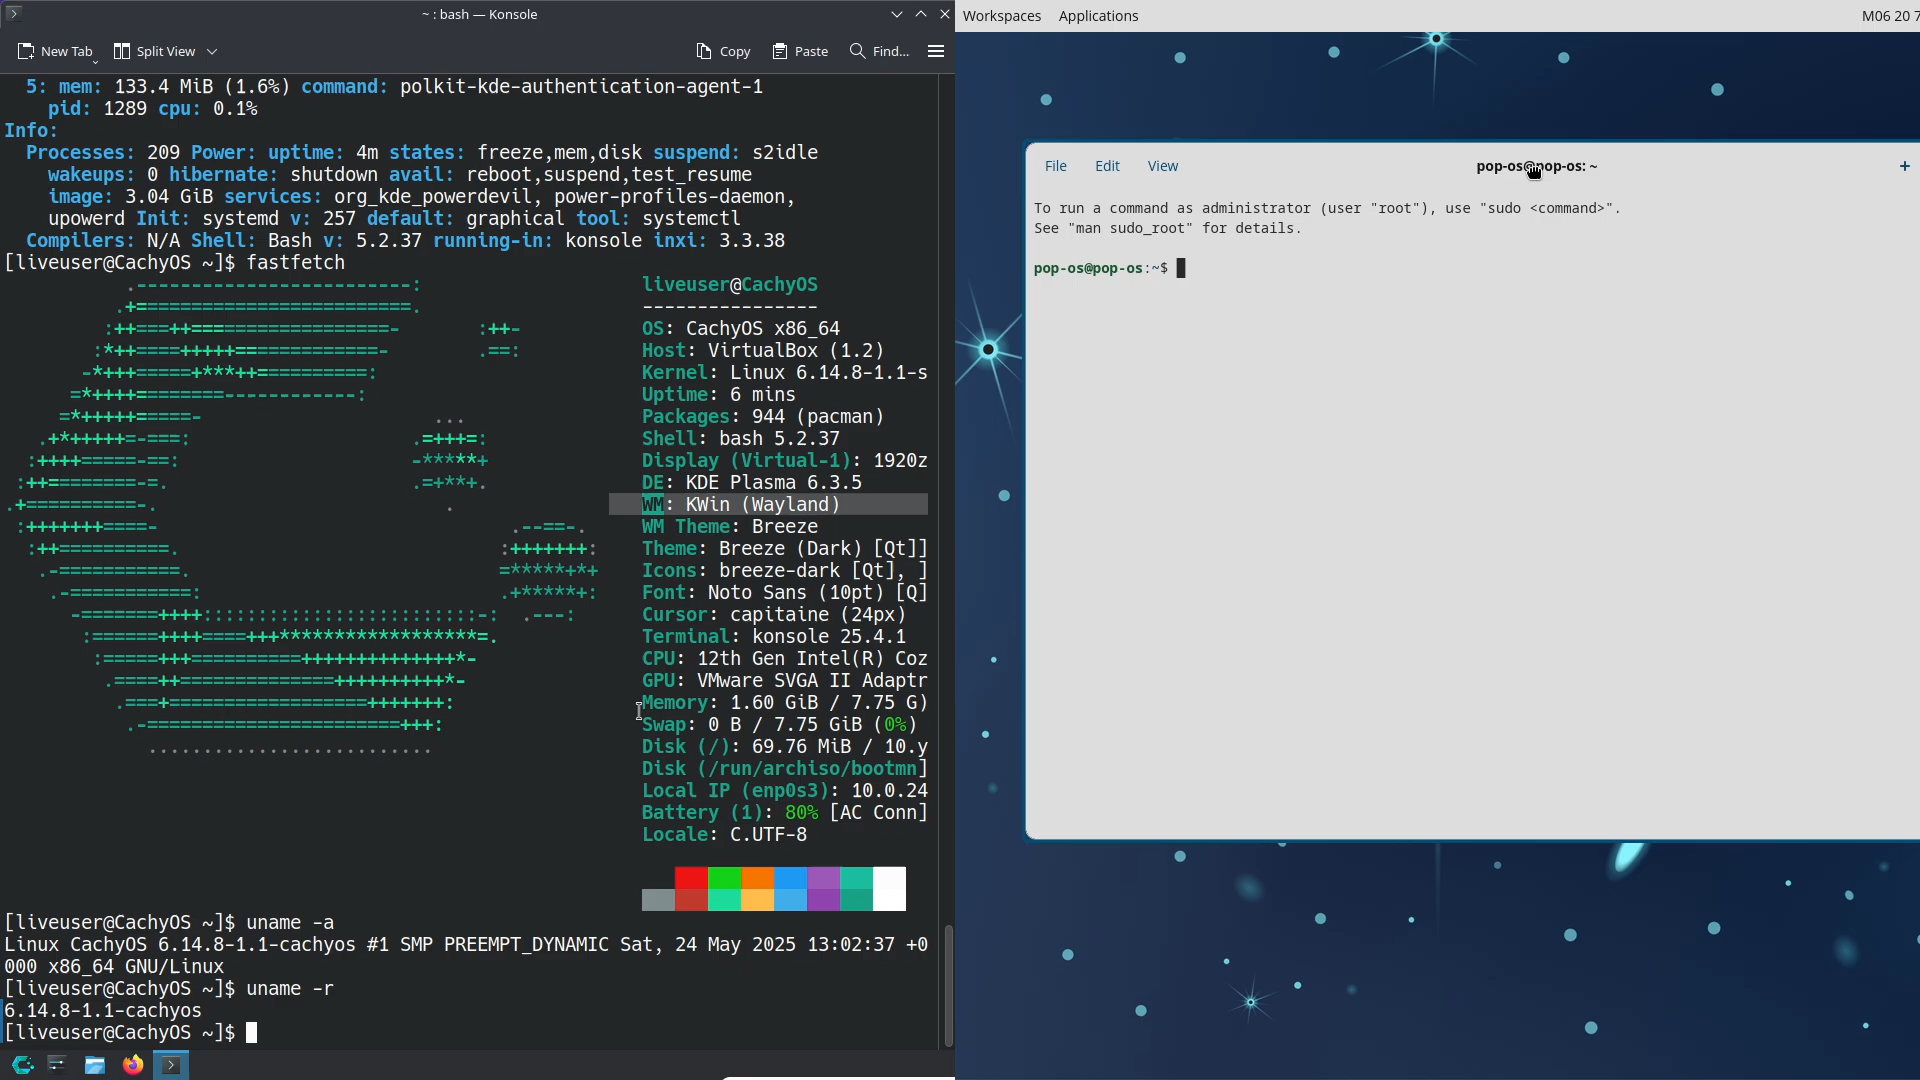 ~ : bash — Konsole
New Tab
Split View
Copy
Paste
Find...
5: mem: 133.4 MiB (1.6%) command: polkit-kde-authentication-agent-1
pid: 1289 cpu: 0.1%
Info:
Processes: 209 Power: uptime: 4m states: freeze,mem,disk suspend: s2idle
wakeups: 0 hibernate: shutdown avail: reboot,suspend,test_resume
image: 3.04 GiB services: org_kde_powerdevil, power-profiles-daemon,
upowerd Init: systemd v: 257 default: graphical tool: systemctl
Compilers: N/A Shell: Bash v: 5.2.37 running-in: konsole inxi: 3.3.38
[liveuser@CachyOS ~]$ fastfetch
liveuser@CachyOS
----------------
OS: CachyOS x86_64
Host: VirtualBox (1.2)
Kernel: Linux 6.14.8-1.1-s
Uptime: 6 mins
Packages: 944 (pacman)
Shell: bash 5.2.37
Display (Virtual-1): 1920z
DE: KDE Plasma 6.3.5
WM: KWin (Wayland)
WM Theme: Breeze
Theme: Breeze (Dark) [Qt]]
Icons: breeze-dark [Qt], ]
Font: Noto Sans (10pt) [Q]
Cursor: capitaine (24px)
Terminal: konsole 25.4.1
CPU: 12th Gen Intel(R) Coz
GPU: VMware SVGA II Adaptr
Memory: 1.60 GiB / 7.75 G)
Swap: 0 B / 7.75 GiB (0%)
Disk (/): 69.76 MiB / 10.y
Disk (/run/archiso/bootmn]
Local IP (enp0s3): 10.0.24
Battery (1): 80% [AC Conn]
Locale: C.UTF-8
[liveuser@CachyOS ~]$ uname -a
Linux CachyOS 6.14.8-1.1-cachyos #1 SMP PREEMPT_DYNAMIC Sat, 24 May 2025 13:02:37 +0
000 x86_64 GNU/Linux
[liveuser@CachyOS ~]$ uname -r
6.14.8-1.1-cachyos
[liveuser@CachyOS ~]$
Workspaces
Applications
M06 20 7
File
Edit
View
pop-os@pop-os: ~
To run a command as administrator (user "root"), use "sudo <command>".
See "man sudo_root" for details.
pop-os@pop-os:~$